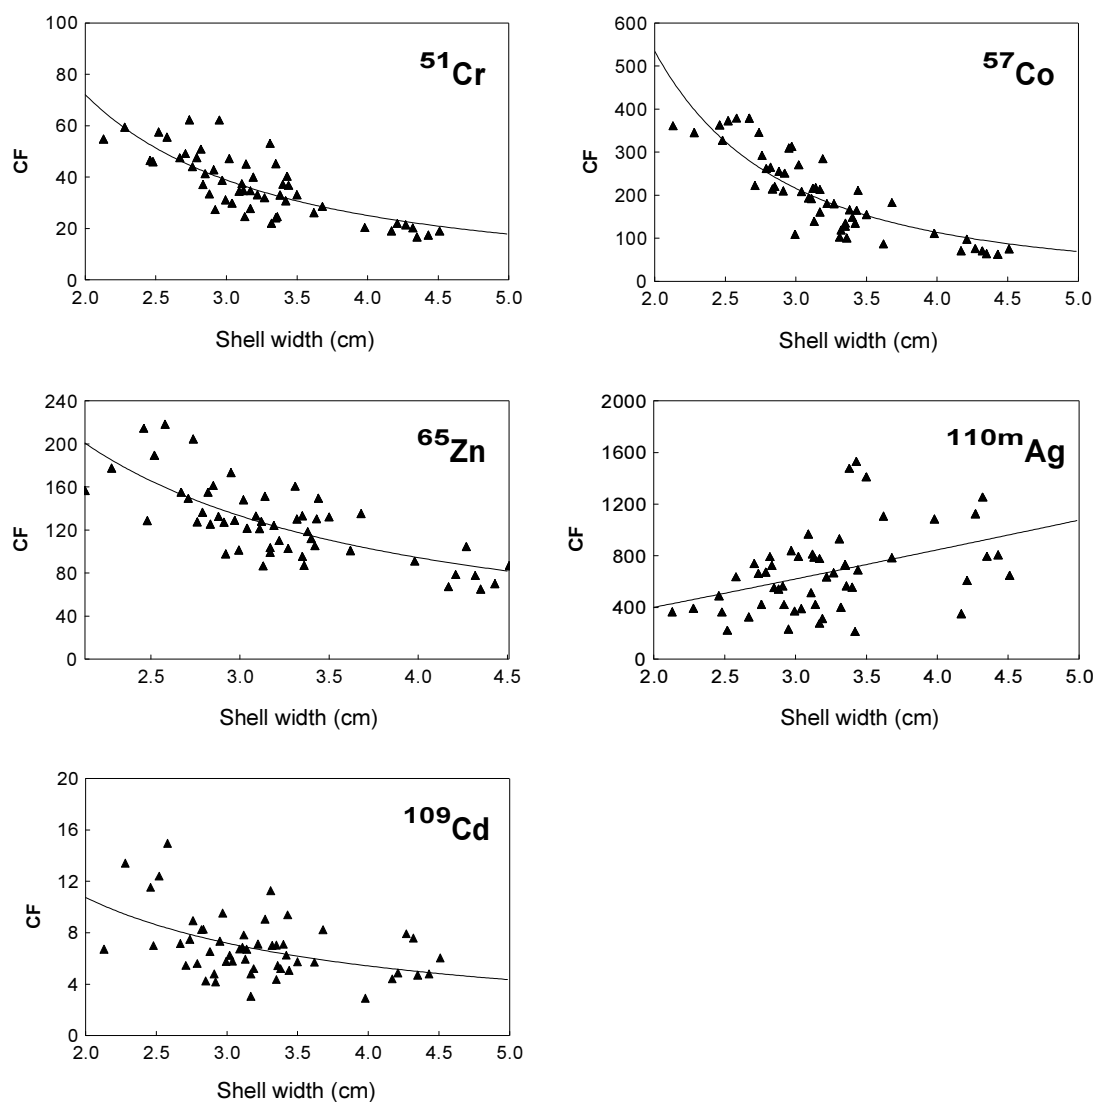 100
80
60
40
20
0
CF
51Cr
2.0 2.5 3.0 3.5 4.0 4.5 5.0
Shell width (cm)
600
500
400
300
200
100
0
CF
57Co
2.0 2.5 3.0 3.5 4.0 4.5 5.0
Shell width (cm)
240
200
160
120
80
40
0
CF
65Zn
2.5 3.0 3.5 4.0 4.5
Shell width (cm)
2000
1600
1200
800
400
0
CF
110mAg
2.0 2.5 3.0 3.5 4.0 4.5 5.0
Shell width (cm)
20
16
12
8
4
0
CF
109Cd
2.0 2.5 3.0 3.5 4.0 4.5 5.0
Shell width (cm)